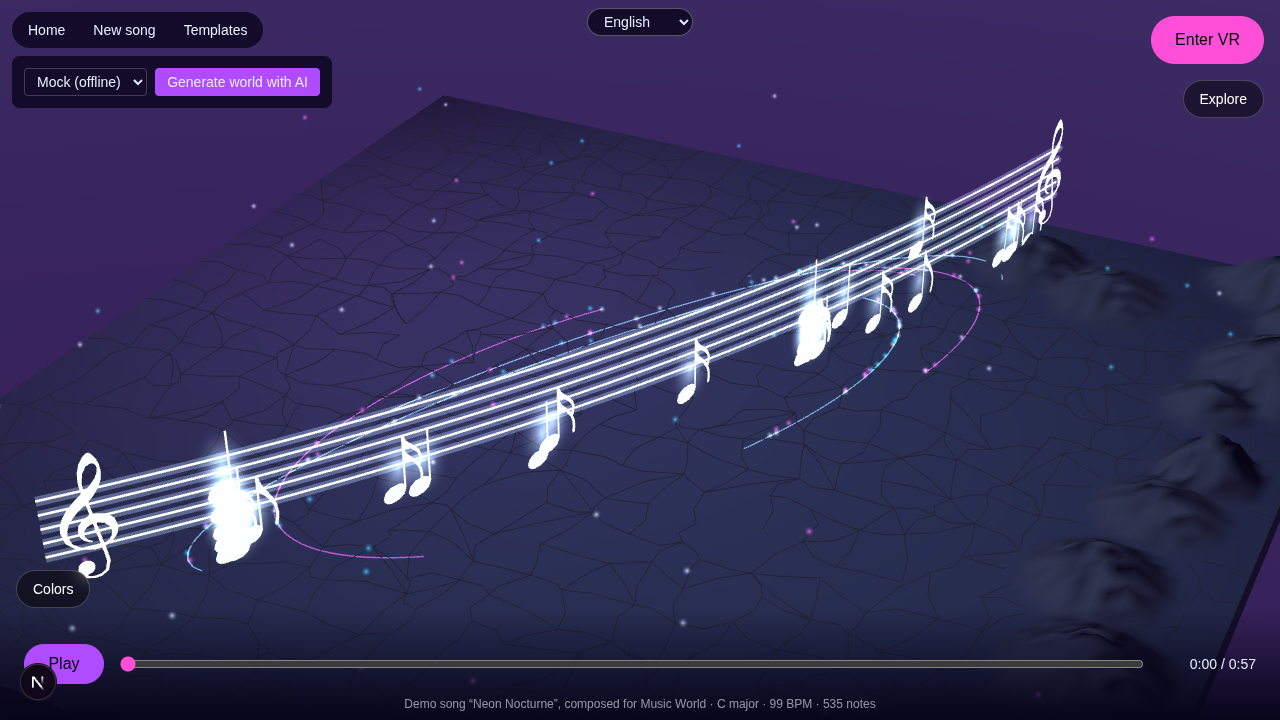 Home New song Templates
English
Enter VR
Mock (offline) Generate world with AI
Explore
Colors
Play
N
0:00 / 0:57
Demo song “Neon Nocturne”, composed for Music World · C major · 99 BPM · 535 notes